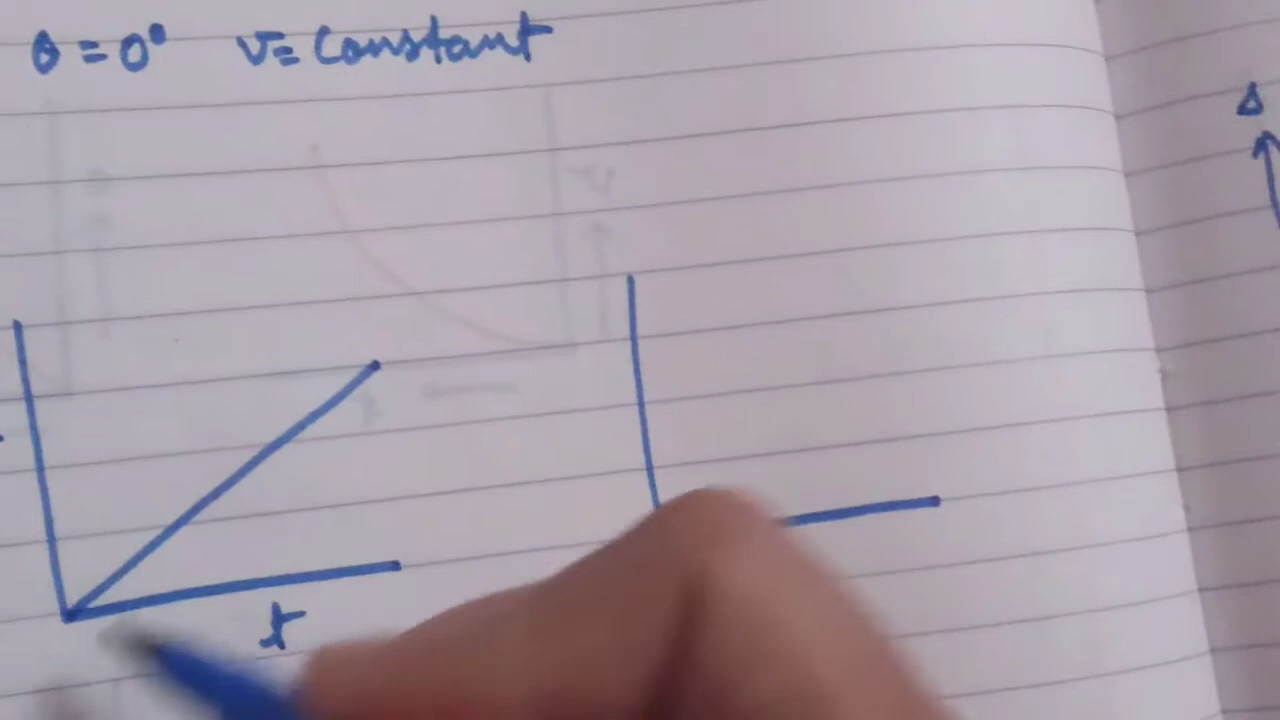 θ = 0° v = Constant
t